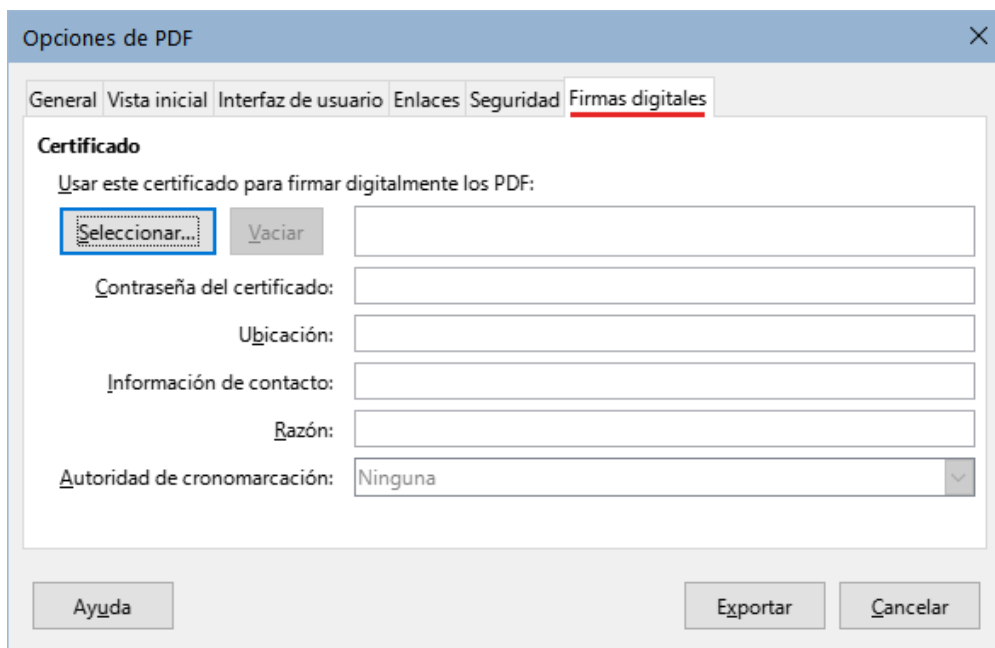 Opciones de PDF
General Vista inicial Interfaz de usuario Enlaces Seguridad Firmas digitales
Certificado
Usar este certificado para firmar digitalmente los PDF:
Seleccionar... Vaciar
Contraseña del certificado:
Ubicación:
Información de contacto:
Razón:
Autoridad de cronomarcación: Ninguna
Ayuda Exportar Cancelar